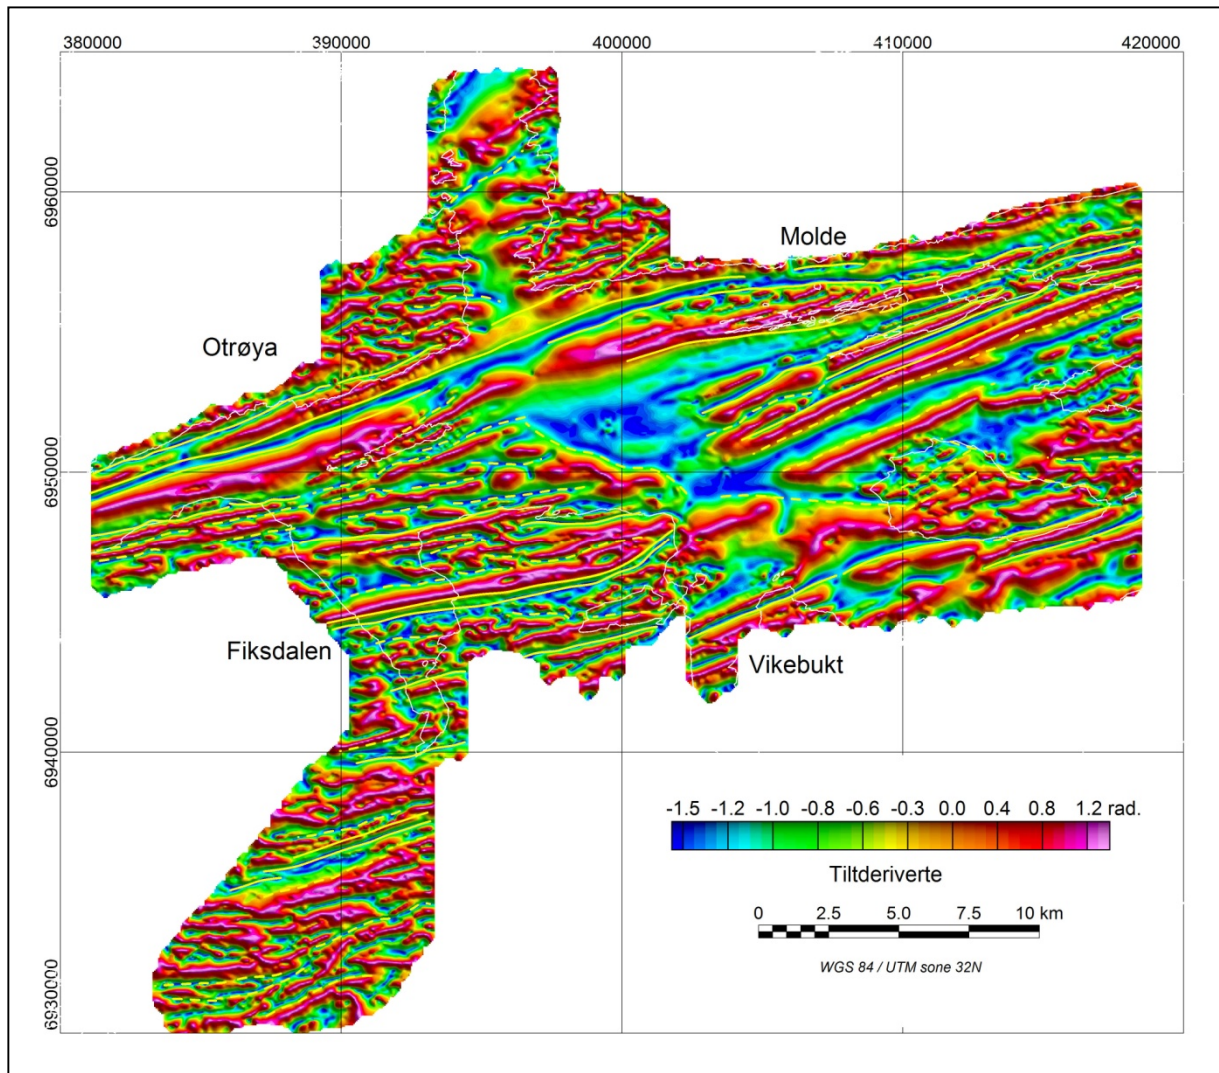 380000 390000 400000 410000 420000
6960000
Molde
Otrøya
6950000
Fiksdalen
Vikebukt
6940000
-1.5 -1.2 -1.0 -0.8 -0.6 -0.3 0.0 0.4 0.8 1.2 rad.
Tiltderiverte
0 2.5 5.0 7.5 10 km
WGS 84 / UTM sone 32N
6930000